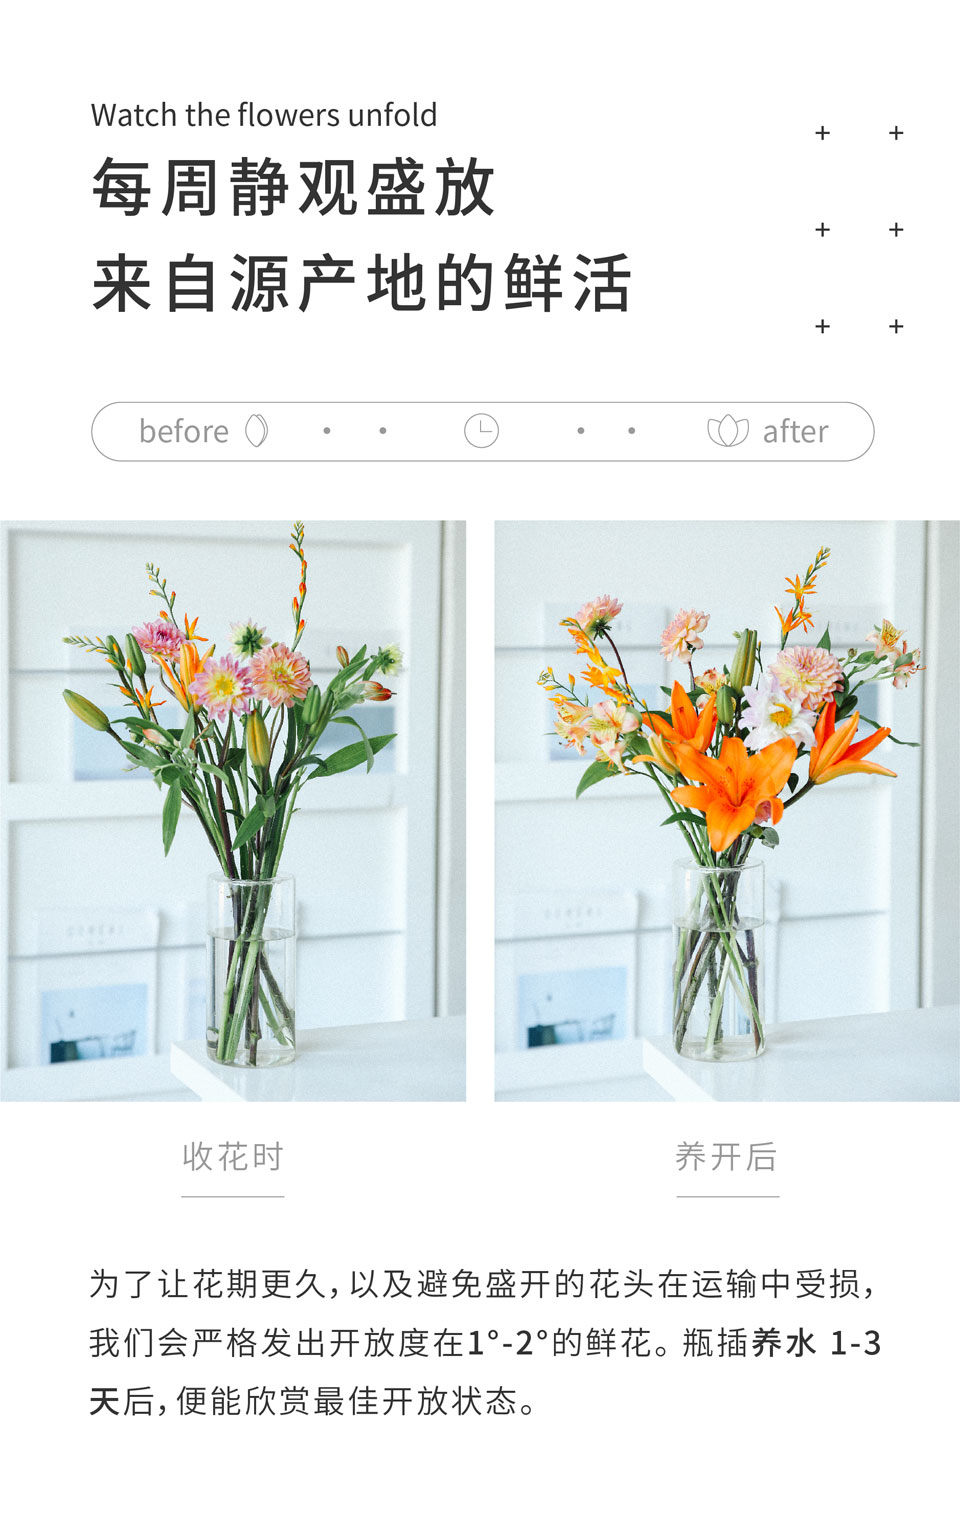 Watch the flowers unfold
每周静观盛放
来自源产地的鲜活
before
after
收花时
养开后
为了让花期更久，以及避免盛开的花头在运输中受损，
我们会严格发出开放度在1°-2°的鲜花。瓶插养水 1-3
天后，便能欣赏最佳开放状态。